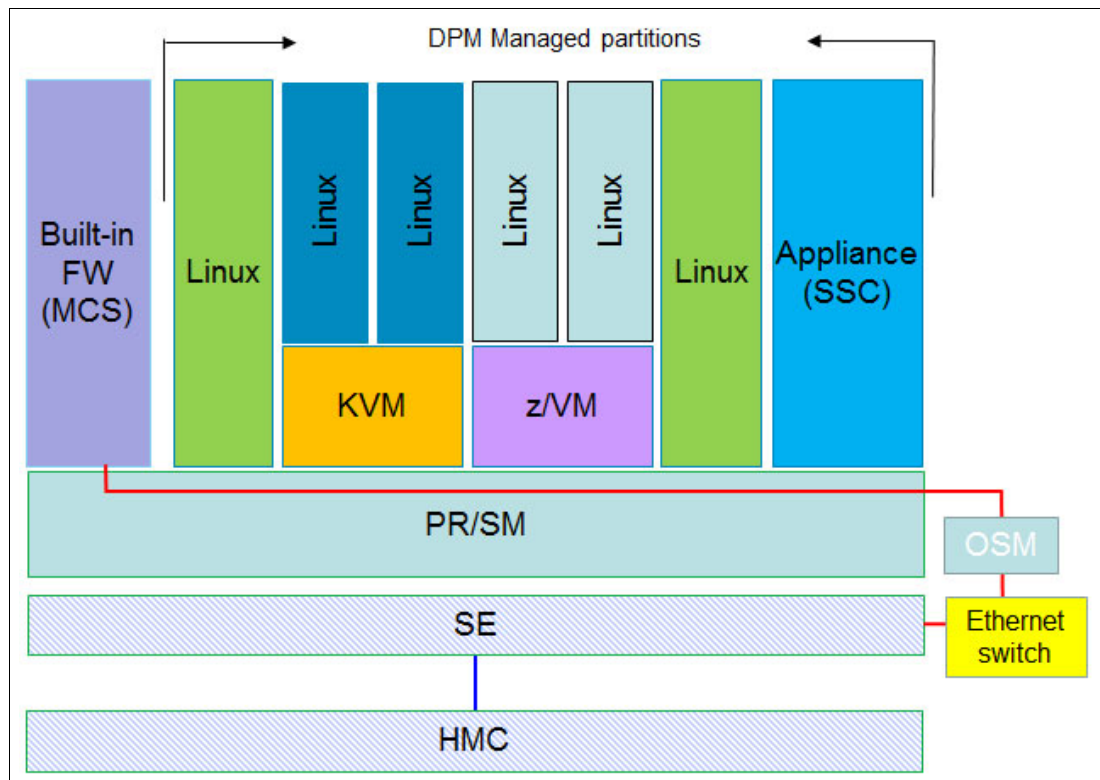 DPM Managed partitions
Built-in
FW
(MCS)
Linux
Linux
Linux
Linux
Linux
Linux
Appliance
(SSC)
KVM
z/VM
PR/SM
OSM
SE
Ethernet
switch
HMC